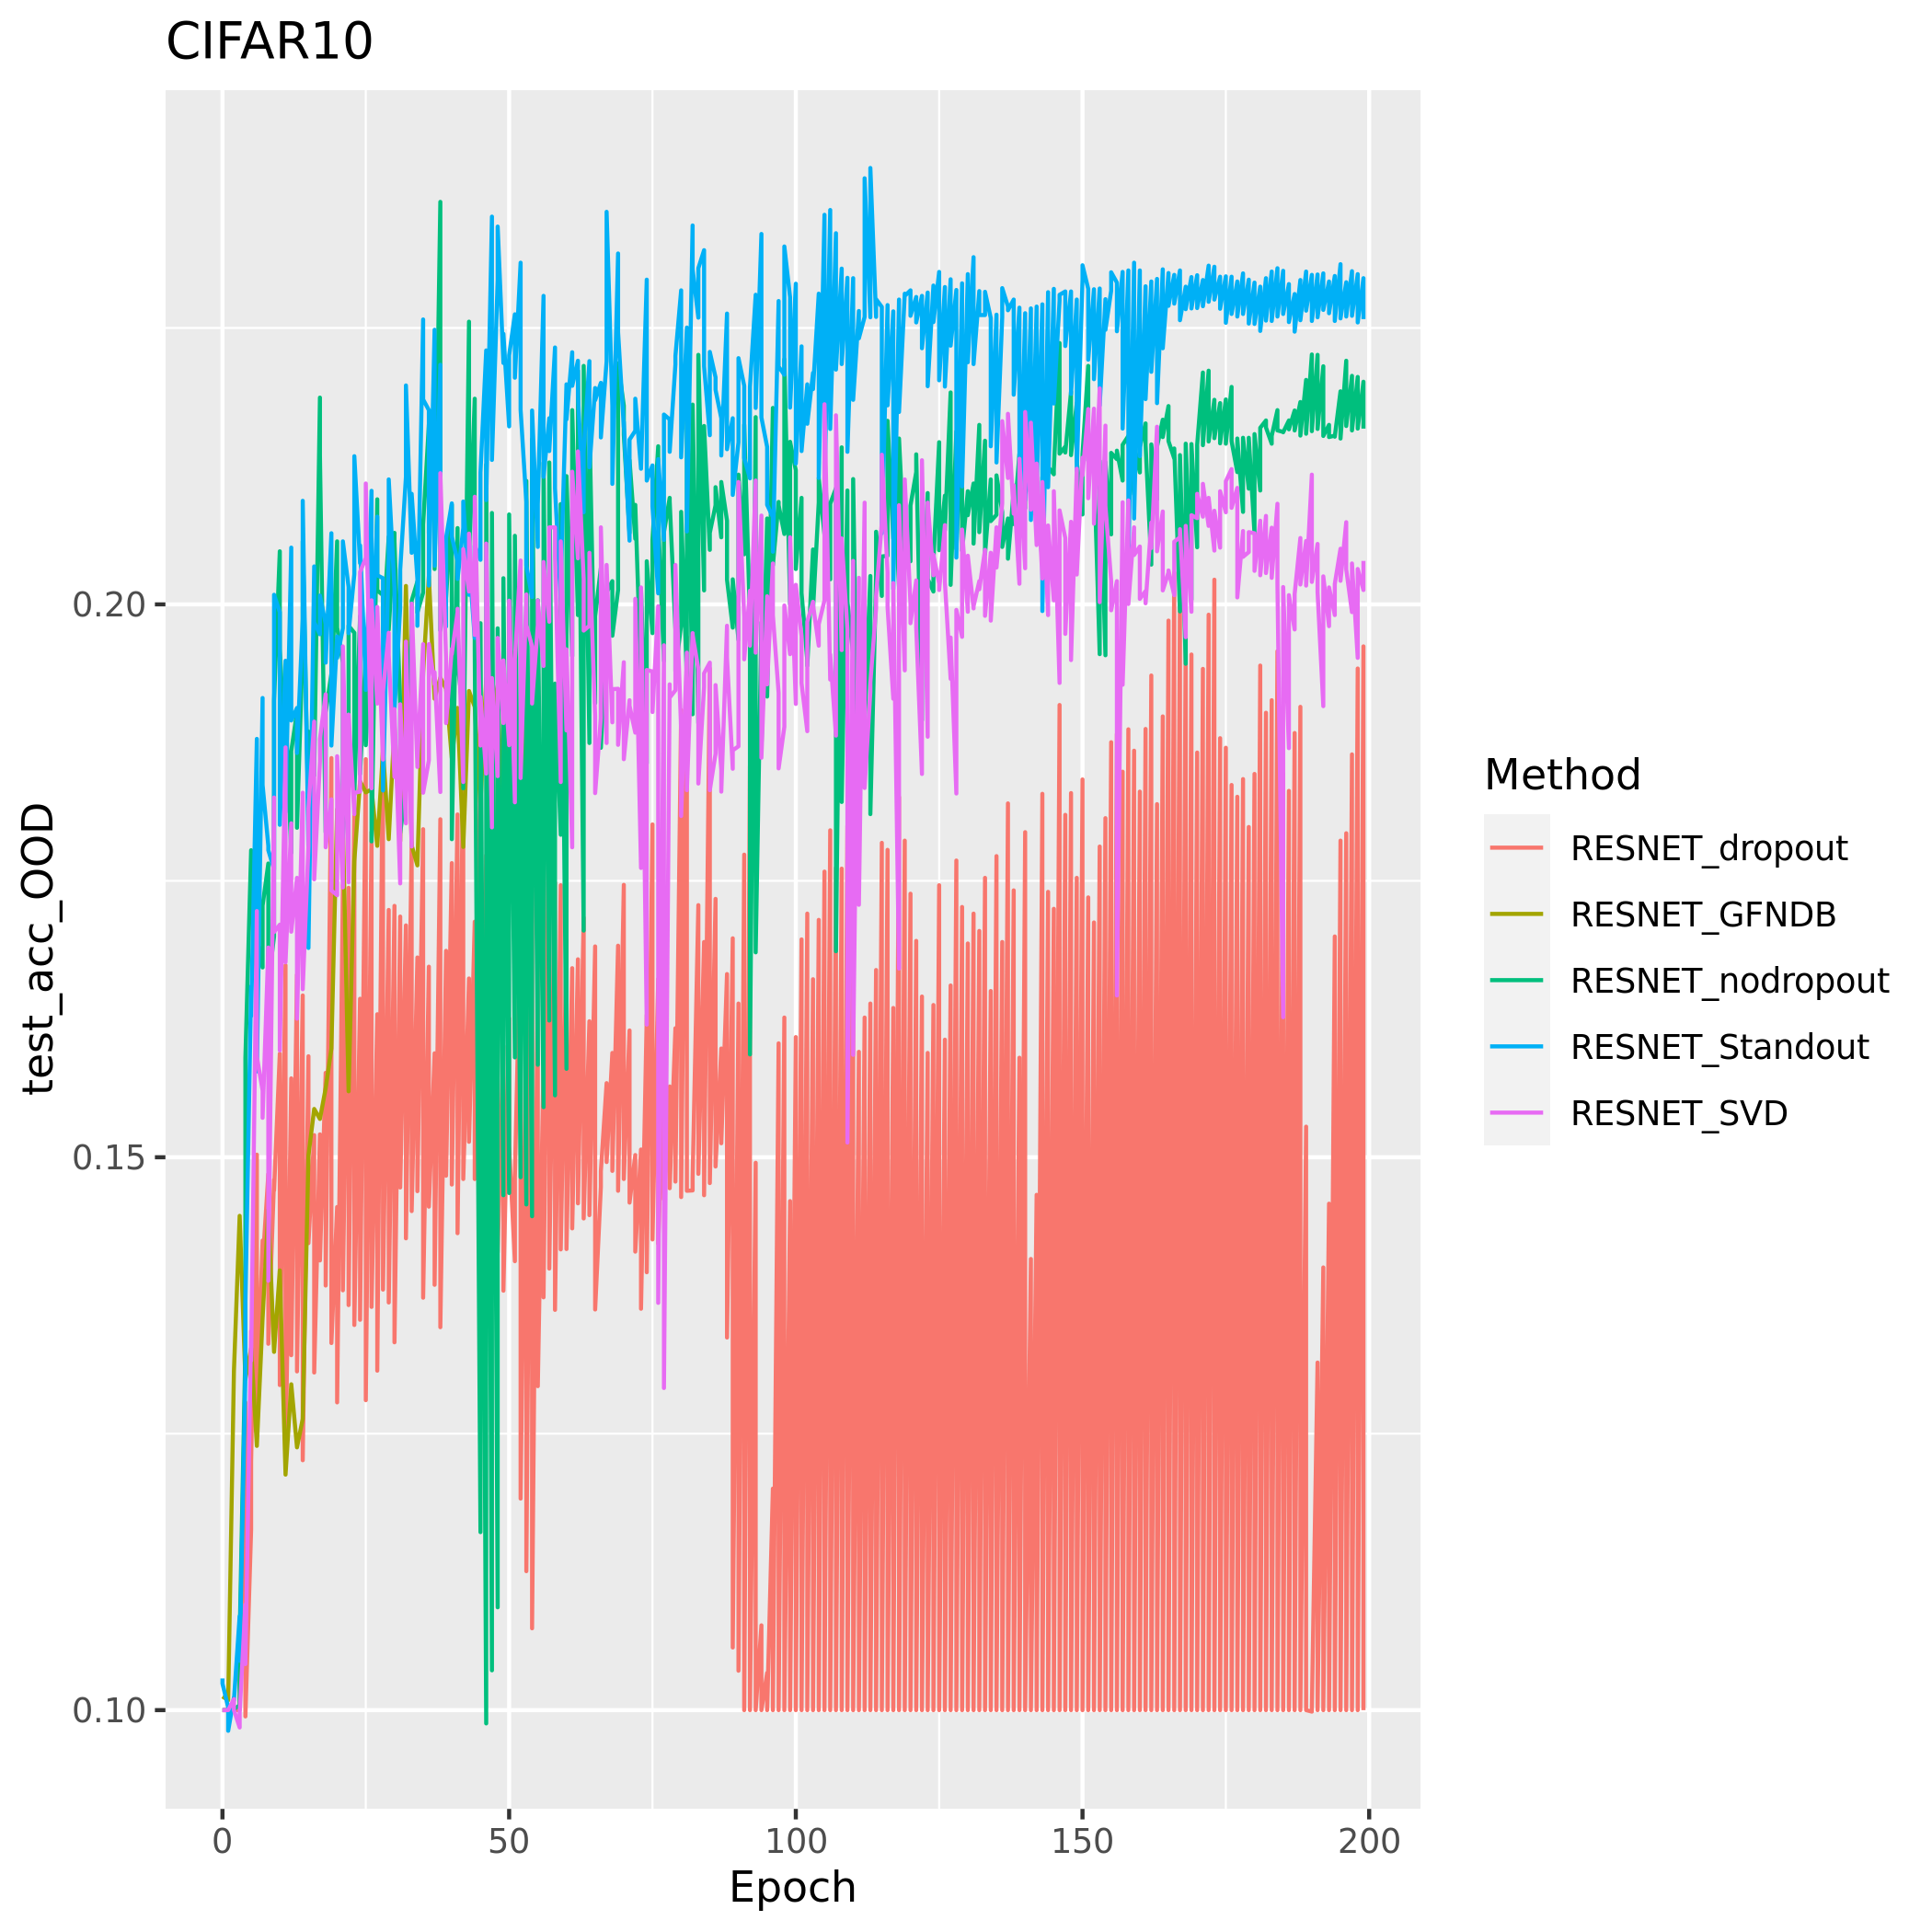 CIFAR10
test_acc_OOD
0.20
0.15
0.10
0 50 100 150 200
Epoch
Method
RESNET_dropout
RESNET_GFNDB
RESNET_nodropout
RESNET_Standout
RESNET_SVD